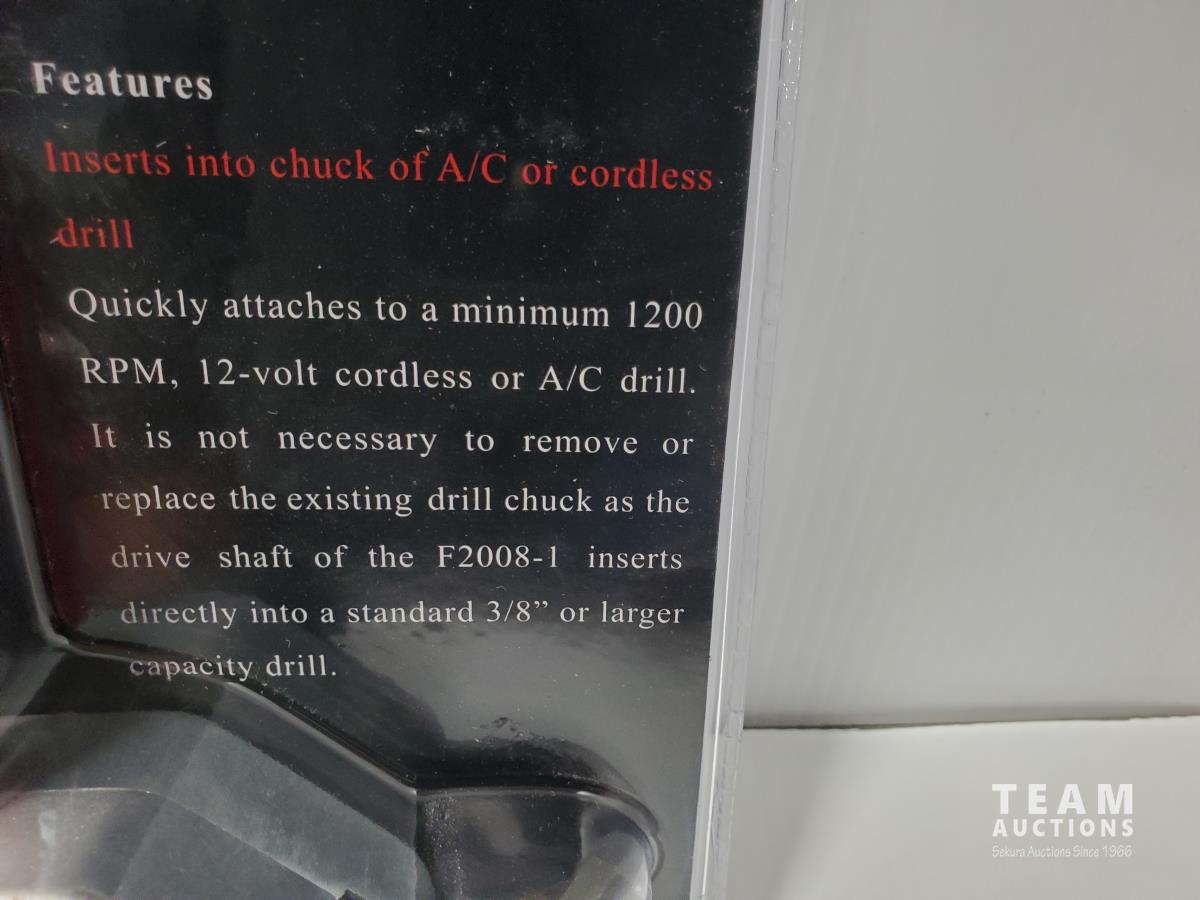 Features
Inserts into chuck of A/C or cordless
drill
Quickly attaches to a minimum 1200
RPM, 12-volt cordless or A/C drill.
It is not necessary to remove or
replace the existing drill chuck as the
drive shaft of the F2008-1 inserts
directly into a standard 3/8” or larger
capacity drill.
TEAM
AUCTIONS
Sekura Auctions Since 1966